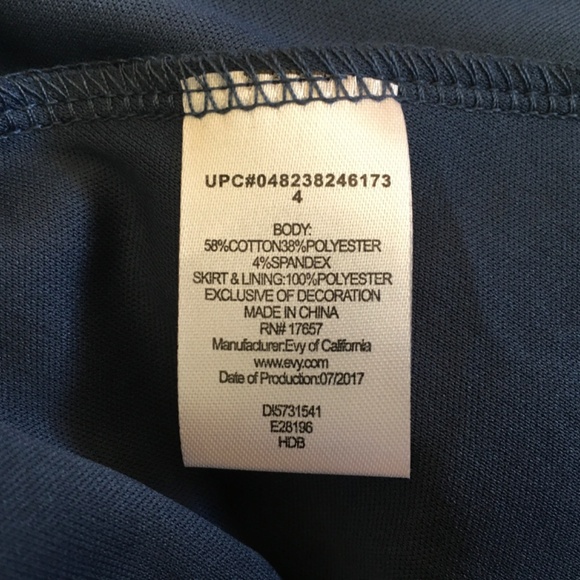 UPC#048238246173
4
BODY:
58%COTTON38%POLYESTER
4%SPANDEX
SKIRT & LINING:100%POLYESTER
EXCLUSIVE OF DECORATION
MADE IN CHINA
RN# 17657
Manufacturer:Evy of California
www.evy.com
Date of Production:07/2017
DI5731541
E28196
HDB